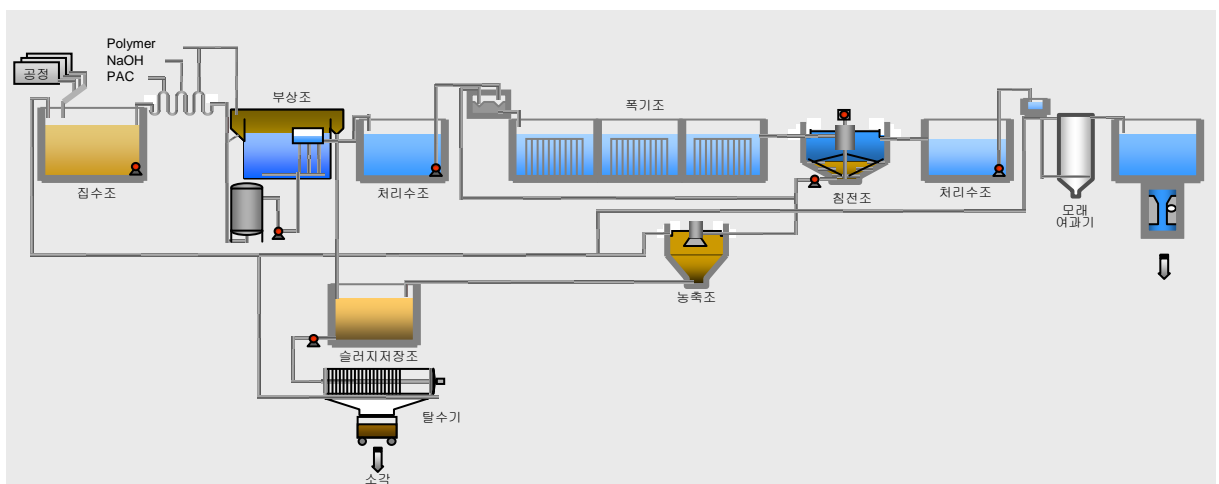 Polymer
NaOH
PAC
공정
부상조
폭기조
집수조
처리수조
침전조
처리수조
모래
여과기
농축조
슬러지저장조
탈수기
소각